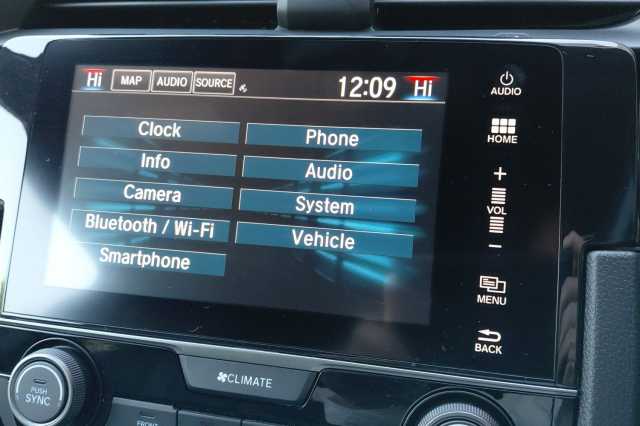 Hi MAP AUDIO SOURCE 12:09 Hi
Clock
Phone
Info
Audio
Camera
System
Bluetooth / Wi-Fi
Vehicle
Smartphone
AUDIO
HOME
+
VOL
−
MENU
BACK
CLIMATE
PUSH
SYNC
FRONT